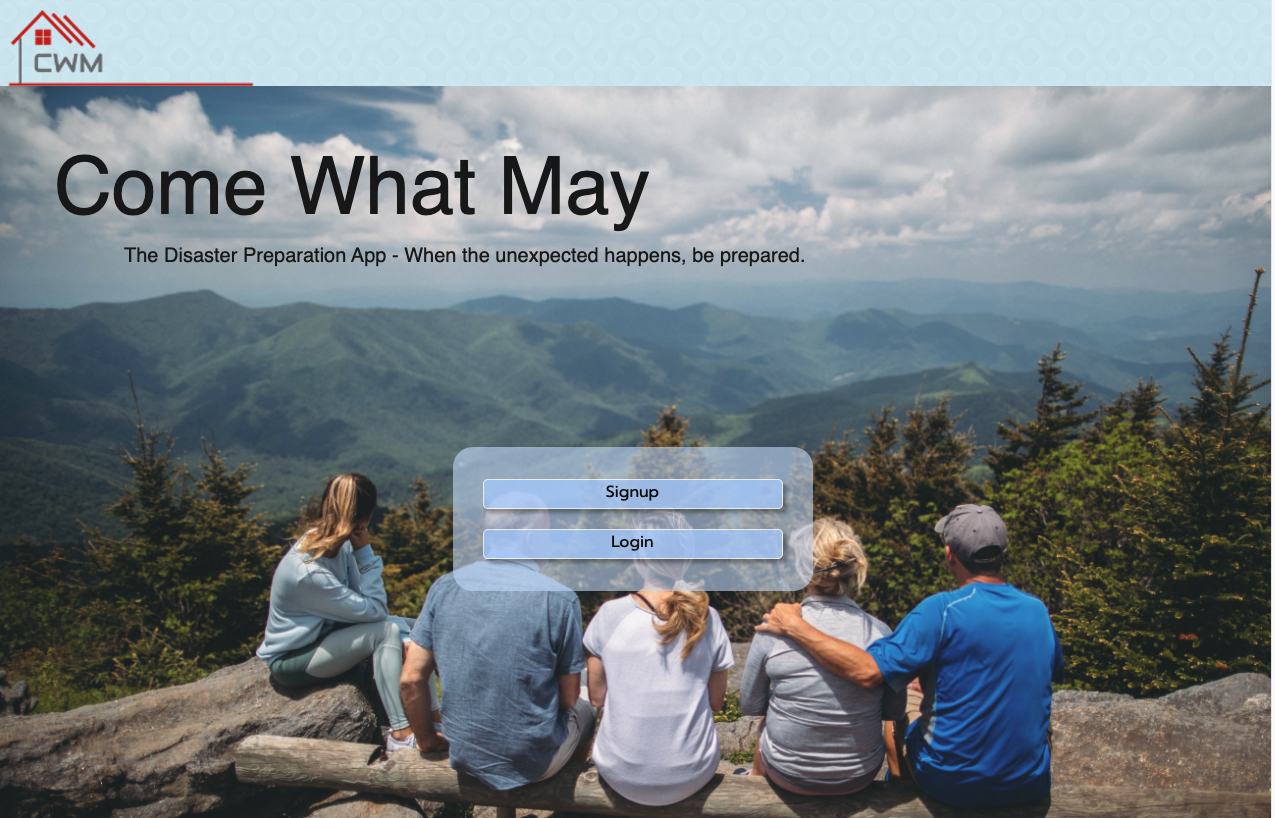 CWM
Come What May
The Disaster Preparation App - When the unexpected happens, be prepared.
Signup
Login